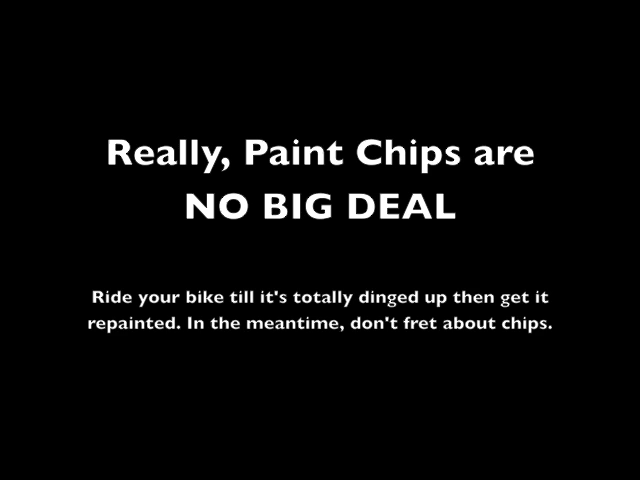 Really, Paint Chips are
NO BIG DEAL
Ride your bike till it's totally dinged up then get it
repainted. In the meantime, don't fret about chips.